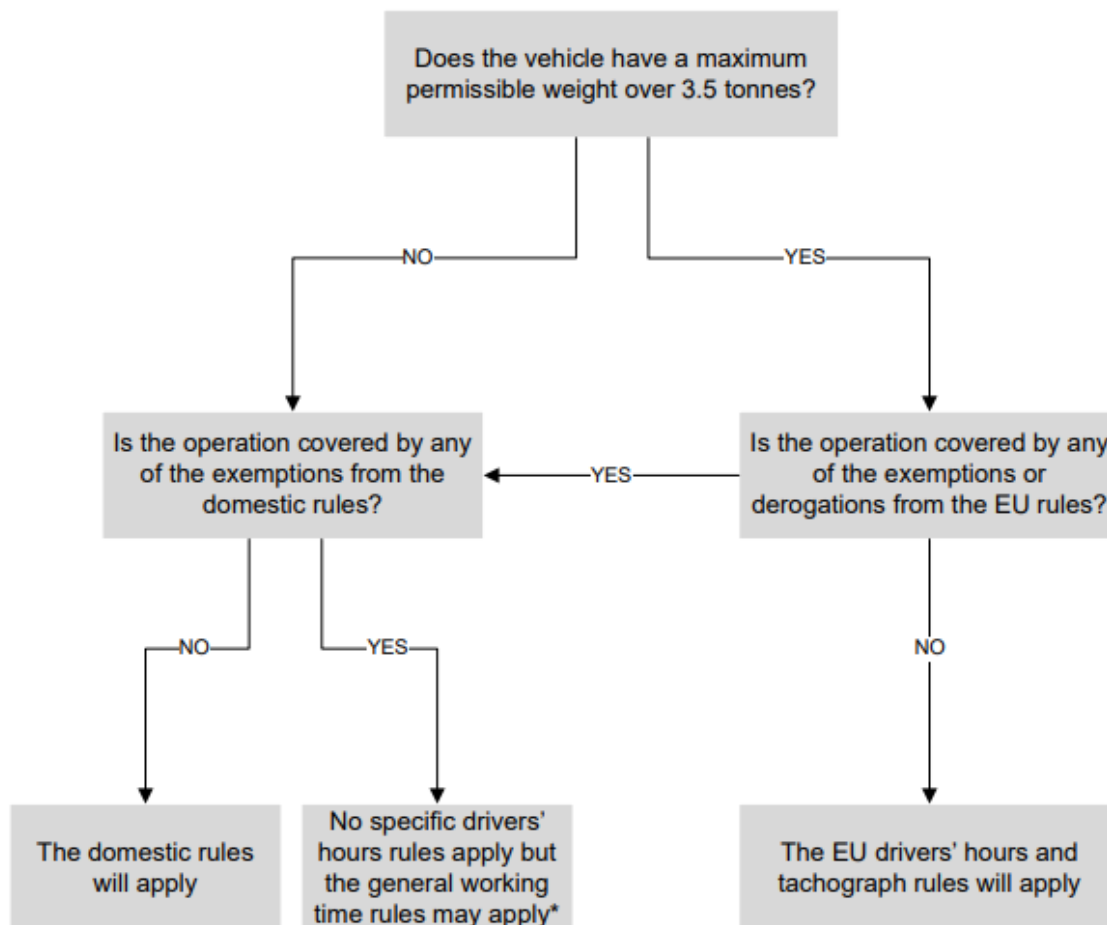 Does the vehicle have a maximum
permissible weight over 3.5 tonnes?
NO
YES
Is the operation covered by any
of the exemptions from the
domestic rules?
YES
Is the operation covered by any
of the exemptions or
derogations from the EU rules?
NO
YES
NO
The domestic rules
will apply
No specific drivers’
hours rules apply but
the general working
time rules may apply*
The EU drivers’ hours and
tachograph rules will apply